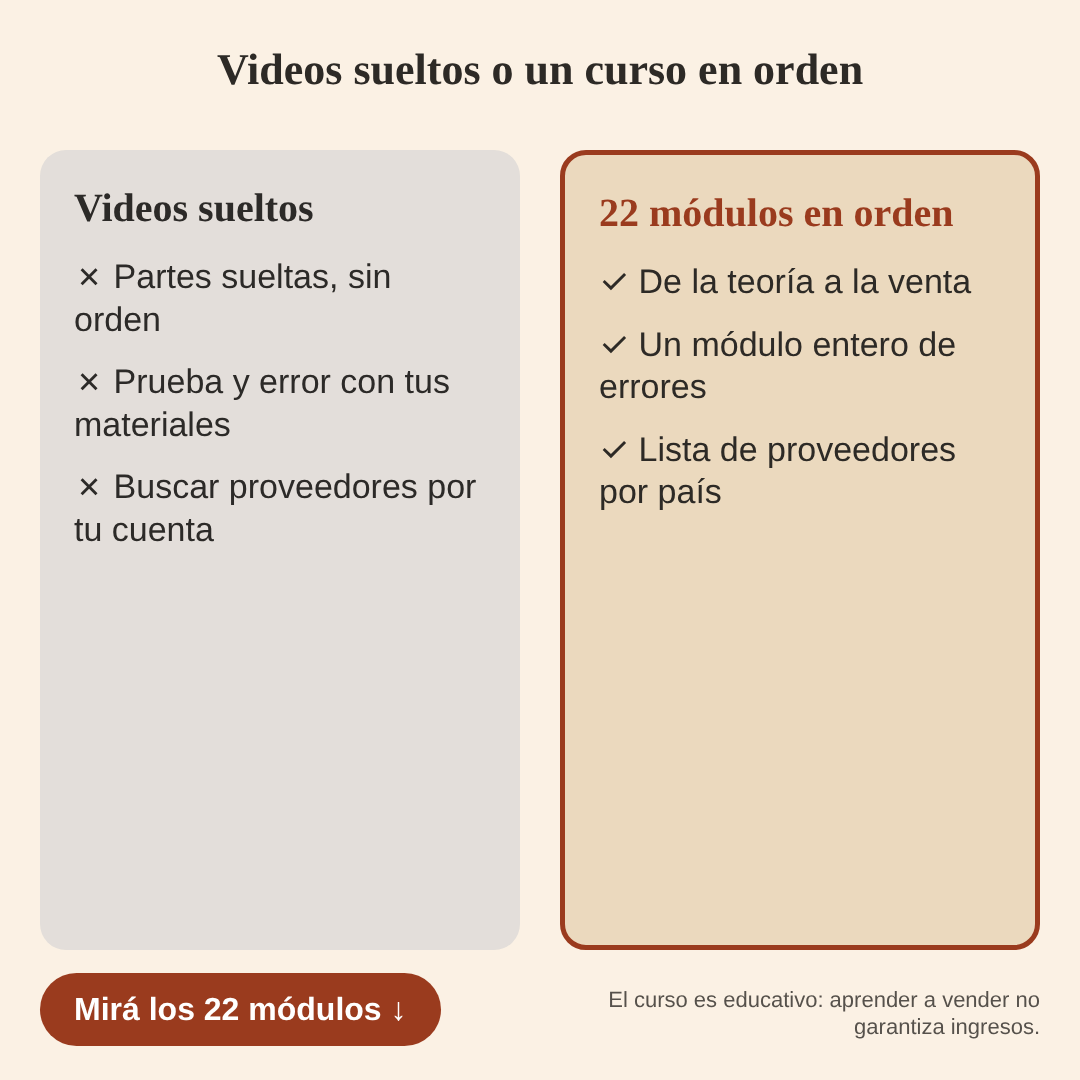 Videos sueltos o un curso en orden
Videos sueltos
✕ Partes sueltas, sin
orden
✕ Prueba y error con tus
materiales
✕ Buscar proveedores por
tu cuenta
22 módulos en orden
✓ De la teoría a la venta
✓ Un módulo entero de
errores
✓ Lista de proveedores
por país
Mirá los 22 módulos ↓
El curso es educativo: aprender a vender no
garantiza ingresos.